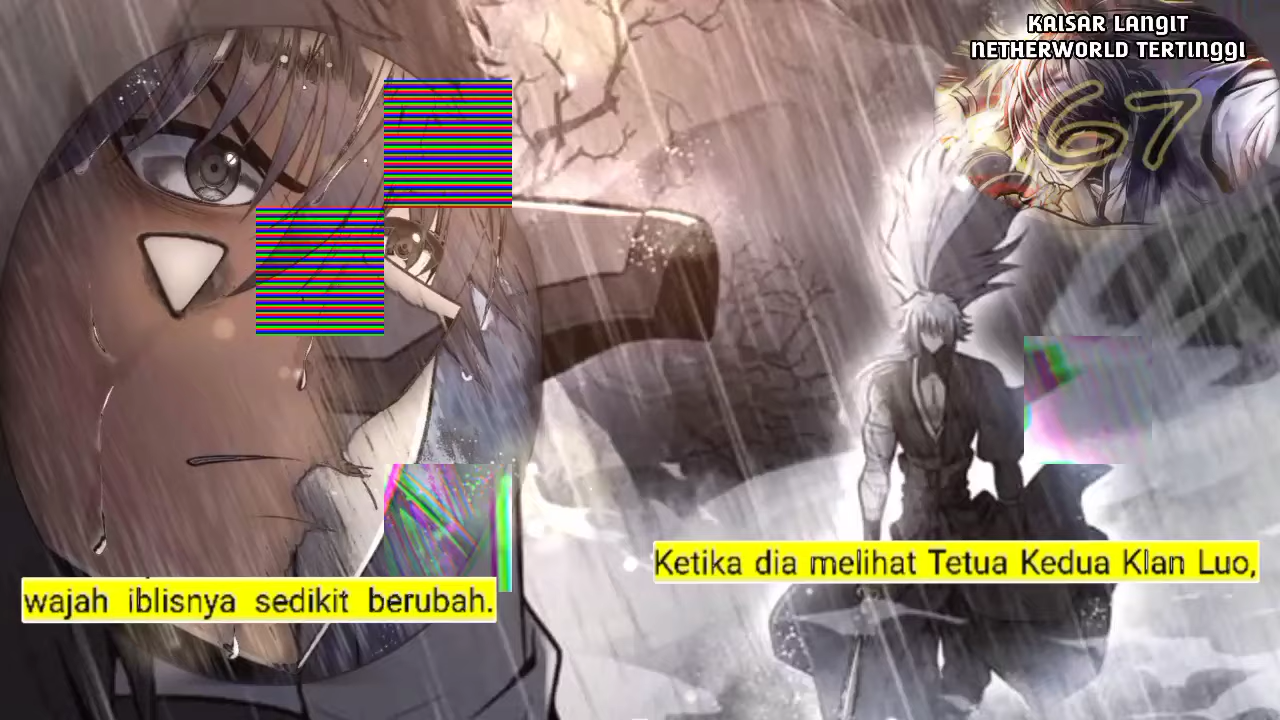 KAISAR LANGIT
NETHERWORLD TERTINGGI
67
Ketika dia melihat Tetua Kedua Klan Luo,
wajah iblisnya sedikit berubah.